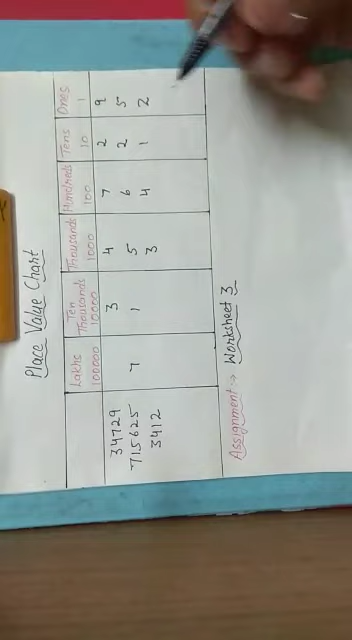 Place Value Chart
Lakhs Ten Thousands Thousands Hundreds Tens Ones
100000 10000 1000 100 10 1
34729 3 4 7 2 9
715625 7 1 5 6 2 5
3412 3 4 1 2
Assignment :- Worksheet 3